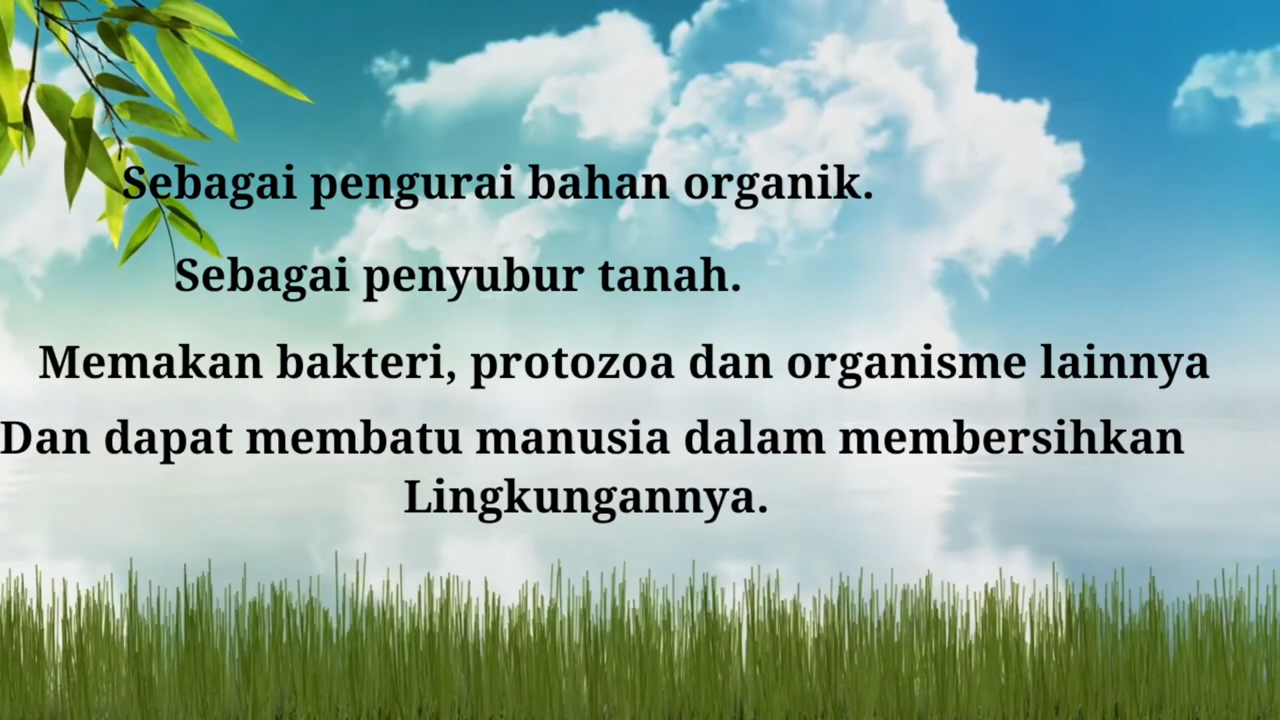 Sebagai pengurai bahan organik.
Sebagai penyubur tanah.
Memakan bakteri, protozoa dan organisme lainnya
Dan dapat membatu manusia dalam membersihkan
Lingkungannya.